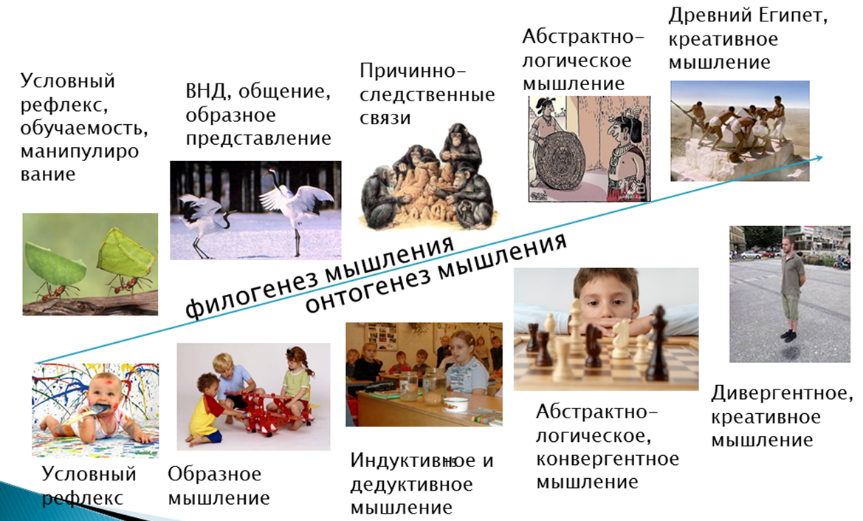 Условный
рефлекс,
обучаемость,
манипулиро
вание
ВНД, общение,
образное
представление
Причинно-
следственные
связи
Абстрактно-
логическое
мышление
Древний Египет,
креативное
мышление
филогенез мышления
онтогенез мышления
Условный
рефлекс
Образное
мышление
Индуктивное и
дедуктивное
мышление
Абстрактно-
логическое,
конвергентное
мышление
Дивергентное,
креативное
мышление